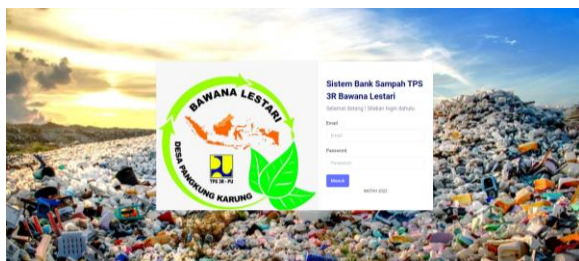 BAWANA LESTARI
DESA PANGKUNG KARUNG
TPS 3R - PU
Sistem Bank Sampah TPS
3R Bawana Lestari
Selamat datang ! Silakan login dahulu.
Email
Email
Password
Password
Masuk